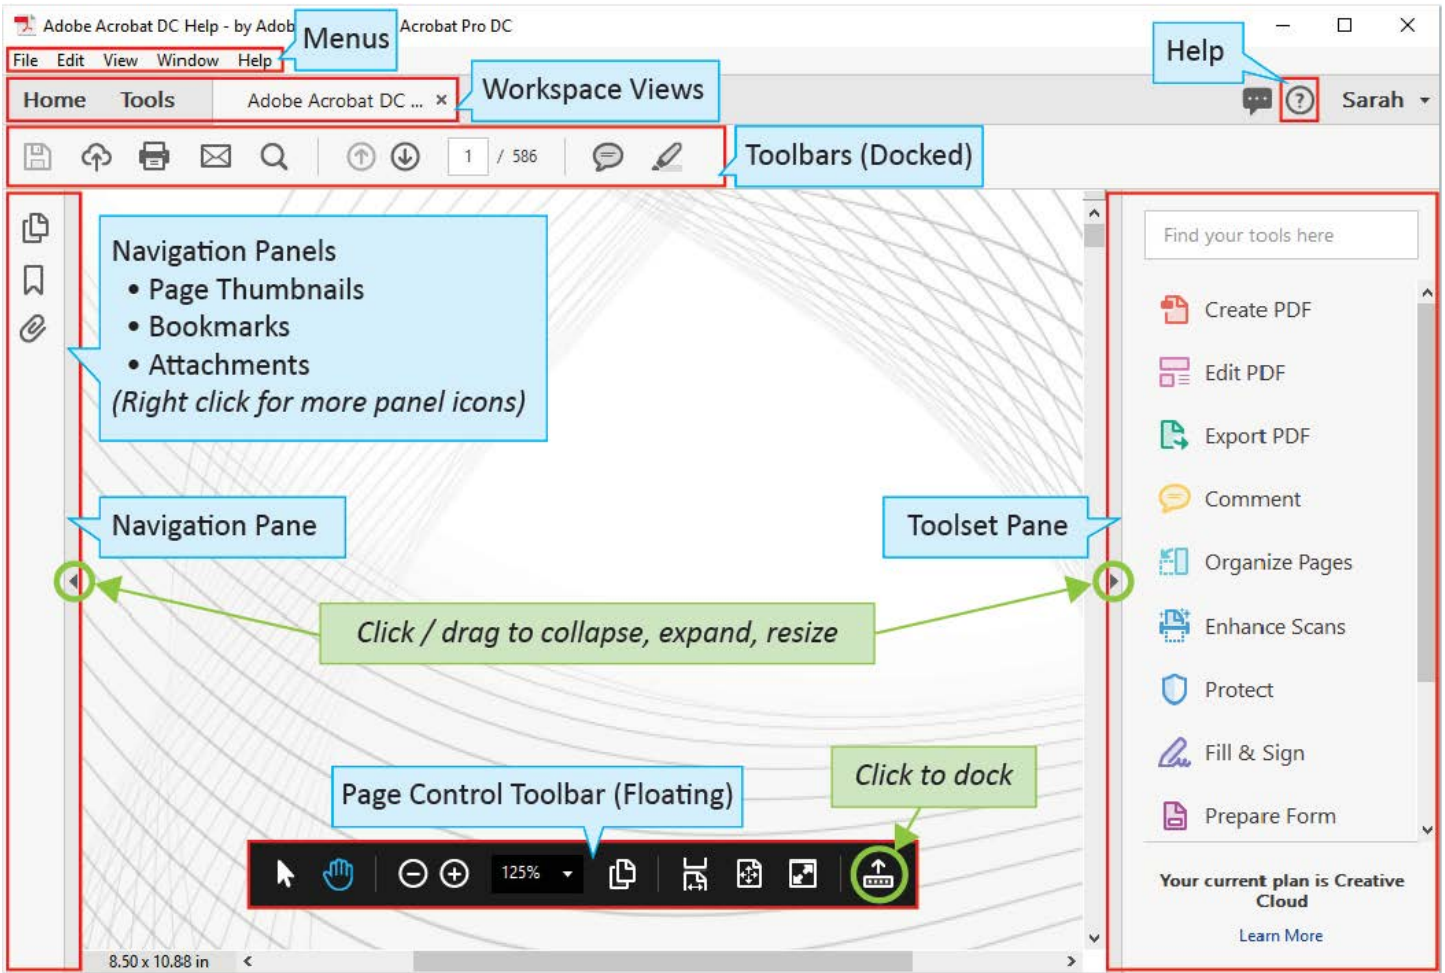 Adobe Acrobat DC Help - by Adob
Acrobat Pro DC
Menus
Help
File Edit View Window Help
Workspace Views
Home Tools Adobe Acrobat DC ... ×
Sarah
1 / 586
Toolbars (Docked)
Navigation Panels
• Page Thumbnails
• Bookmarks
• Attachments
(Right click for more panel icons)
Find your tools here
Create PDF
Edit PDF
Export PDF
Comment
Organize Pages
Enhance Scans
Protect
Fill & Sign
Prepare Form
Navigation Pane
Toolset Pane
Click / drag to collapse, expand, resize
Click to dock
Page Control Toolbar (Floating)
125%
Your current plan is Creative
Cloud
Learn More
8.50 x 10.88 in